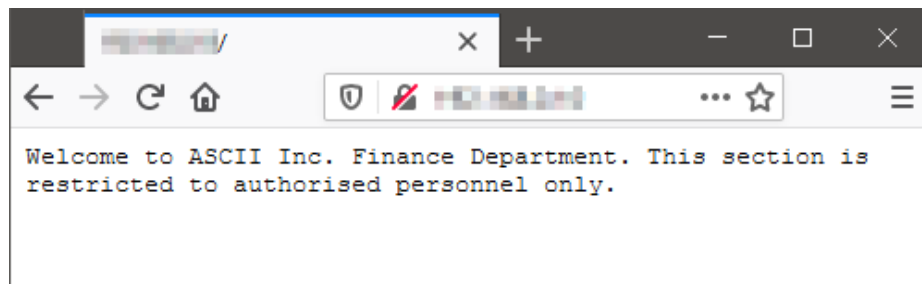 Welcome to ASCII Inc. Finance Department. This section is
restricted to authorised personnel only.